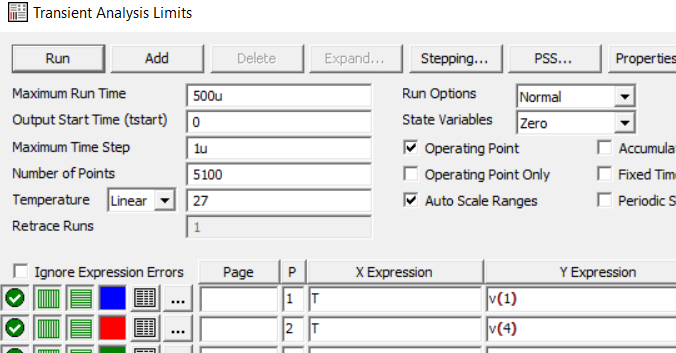 Transient Analysis Limits
Run Add Delete Expand... Stepping... PSS... Properties
Maximum Run Time 500u Run Options Normal
Output Start Time (tstart) 0 State Variables Zero
Maximum Time Step 1u Operating Point Accumula
Number of Points 5100 Operating Point Only Fixed Tim
Temperature Linear 27 Auto Scale Ranges Periodic S
Retrace Runs 1
Ignore Expression Errors Page P X Expression Y Expression
... 1 T v(1)
... 2 T v(4)